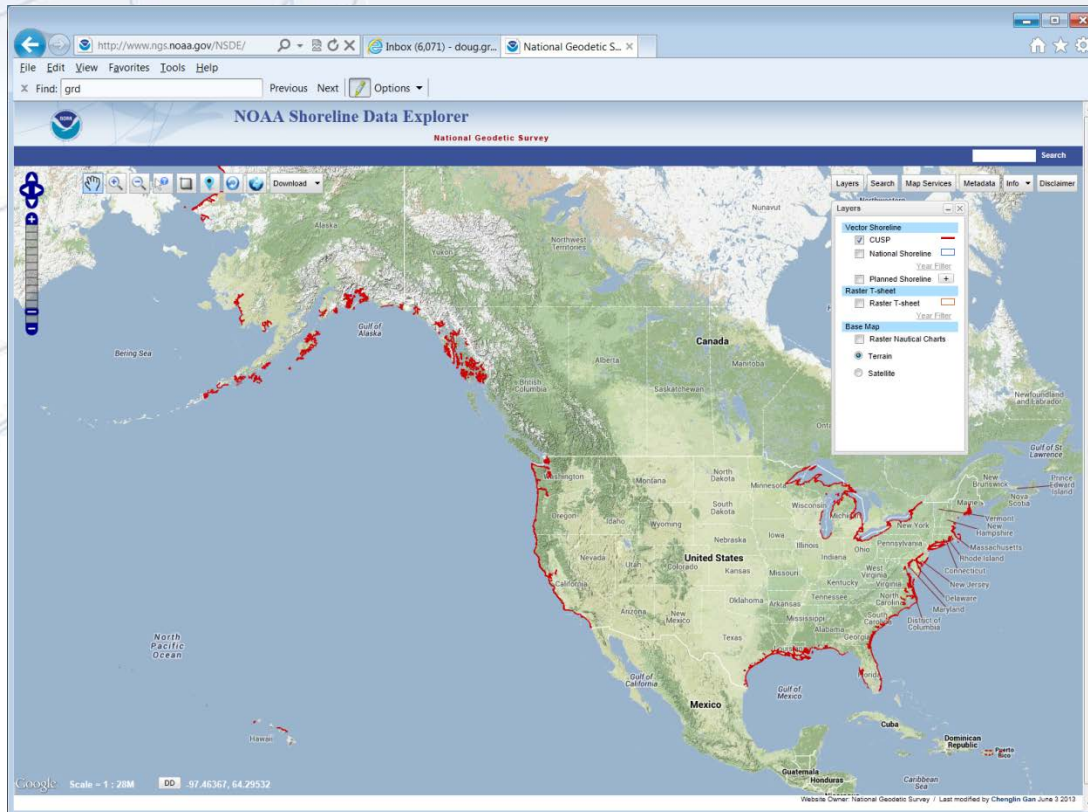 http://www.ngs.noaa.gov/NSDE/
Inbox (6,071) - doug.gr...
National Geodetic S...
File Edit View Favorites Tools Help
x Find: grd Previous Next Options
NOAA Shoreline Data Explorer
National Geodetic Survey
Search
Download
Layers Search Map Services Metadata Info Disclaimer
Layers
Vector Shoreline
CUSP
National Shoreline
Year Filter
Planned Shoreline +
Raster T-sheet
Raster T-sheet
Year Filter
Base Map
Raster Nautical Charts
Terrain
Satellite
Nunavut
Alaska
Yukon
Northwest
Territories
Gulf of
Alaska
Bering Sea
Canada
Alberta
Manitoba
British
Columbia
Saskatchewan
Newfoundland
and Labrador
Gulf of St
Lawrence
Washington
Montana
North
Dakota
Minnesota
New
Brunswick
Prince
Edward
Island
Nova
Scotia
Maine
Oregon
Idaho
Wyoming
South
Dakota
Wisconsin
Michigan
New York
Vermont
New
Hampshire
Massachusetts
Rhode Island
Connecticut
New Jersey
Delaware
Maryland
District of
Columbia
Nebraska
Iowa
Illinois
Indiana
Ohio
Pennsylvania
Nevada
Utah
Colorado
United States
Kansas
Missouri
West
Virginia
Kentucky
Virginia
California
Arizona
New
Mexico
Oklahoma
Arkansas
Tennessee
North
Carolina
South
Carolina
Mississippi
Alabama
Georgia
Texas
Louisiana
Florida
North
Pacific
Ocean
Gulf of
California
Gulf of
Mexico
Mexico
Hawaii
Cuba
Dominican
Republic
Puerto
Rico
Guatemala
Honduras
Caribbean
Sea
Google Scale = 1 : 28M DD -97.46367, 64.29532
Website Owner: National Geodetic Survey / Last modified by Chenglin Gan June 3 2013